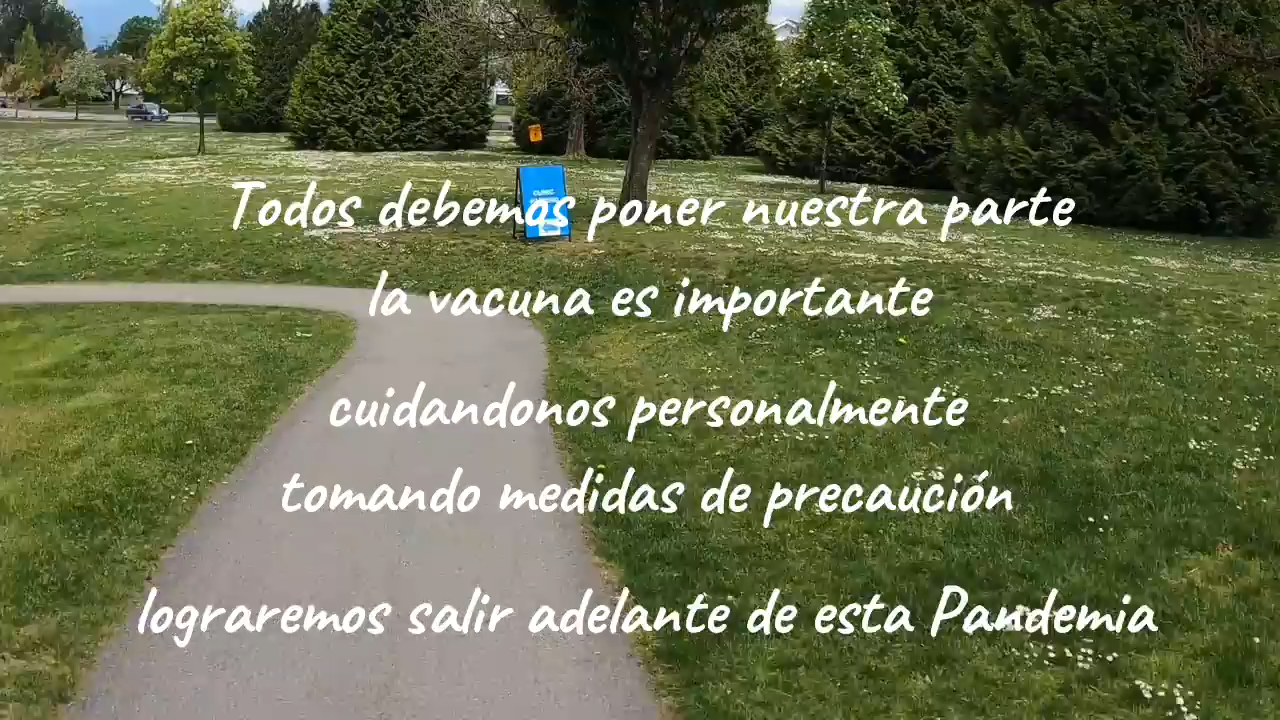 CLINIC
Todos debemos poner nuestra parte
la vacuna es importante
cuidandonos personalmente
tomando medidas de precaución
lograremos salir adelante de esta Pandemia